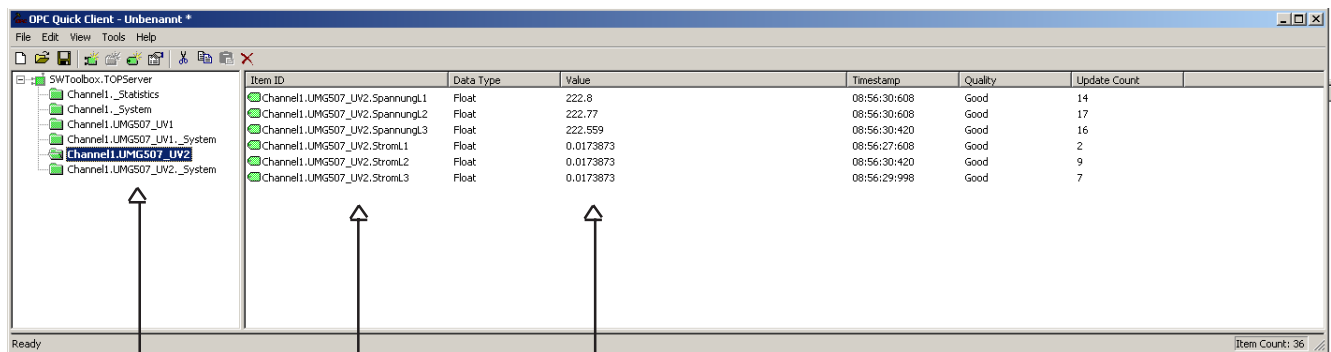 OPC Quick Client - Unbenannt *
File Edit View Tools Help
SWToolbox.TOPServer
Channel1._Statistics
Channel1._System
Channel1.UMG507_UV1
Channel1.UMG507_UV1._System
Channel1.UMG507_UV2
Channel1.UMG507_UV2._System
Item ID Data Type Value Timestamp Quality Update Count
Channel1.UMG507_UV2.SpannungL1 Float 222.8 08:56:30:608 Good 14
Channel1.UMG507_UV2.SpannungL2 Float 222.77 08:56:30:608 Good 17
Channel1.UMG507_UV2.SpannungL3 Float 222.559 08:56:30:420 Good 16
Channel1.UMG507_UV2.StromL1 Float 0.0173873 08:56:27:608 Good 2
Channel1.UMG507_UV2.StromL2 Float 0.0173873 08:56:30:420 Good 9
Channel1.UMG507_UV2.StromL3 Float 0.0173873 08:56:29:998 Good 7
Ready Item Count: 36